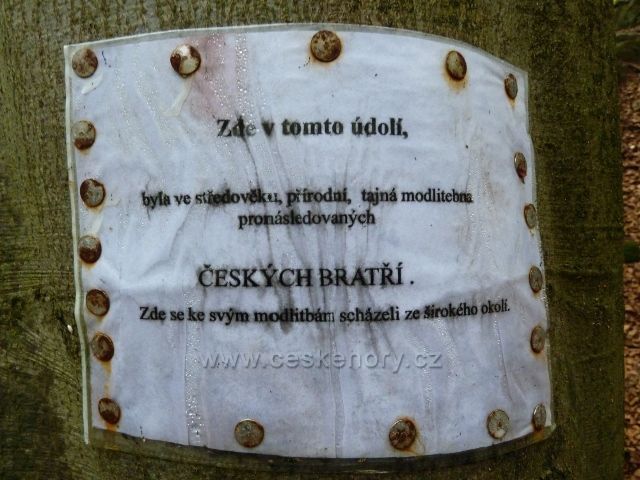 Zde v tomto údolí,
byla ve středověku, přírodní, tajná modlitebna
pronásledovaných
ČESKÝCH BRATŘÍ .
Zde se ke svým modlitbám scházeli ze širokého okolí.
www.ceskehory.cz